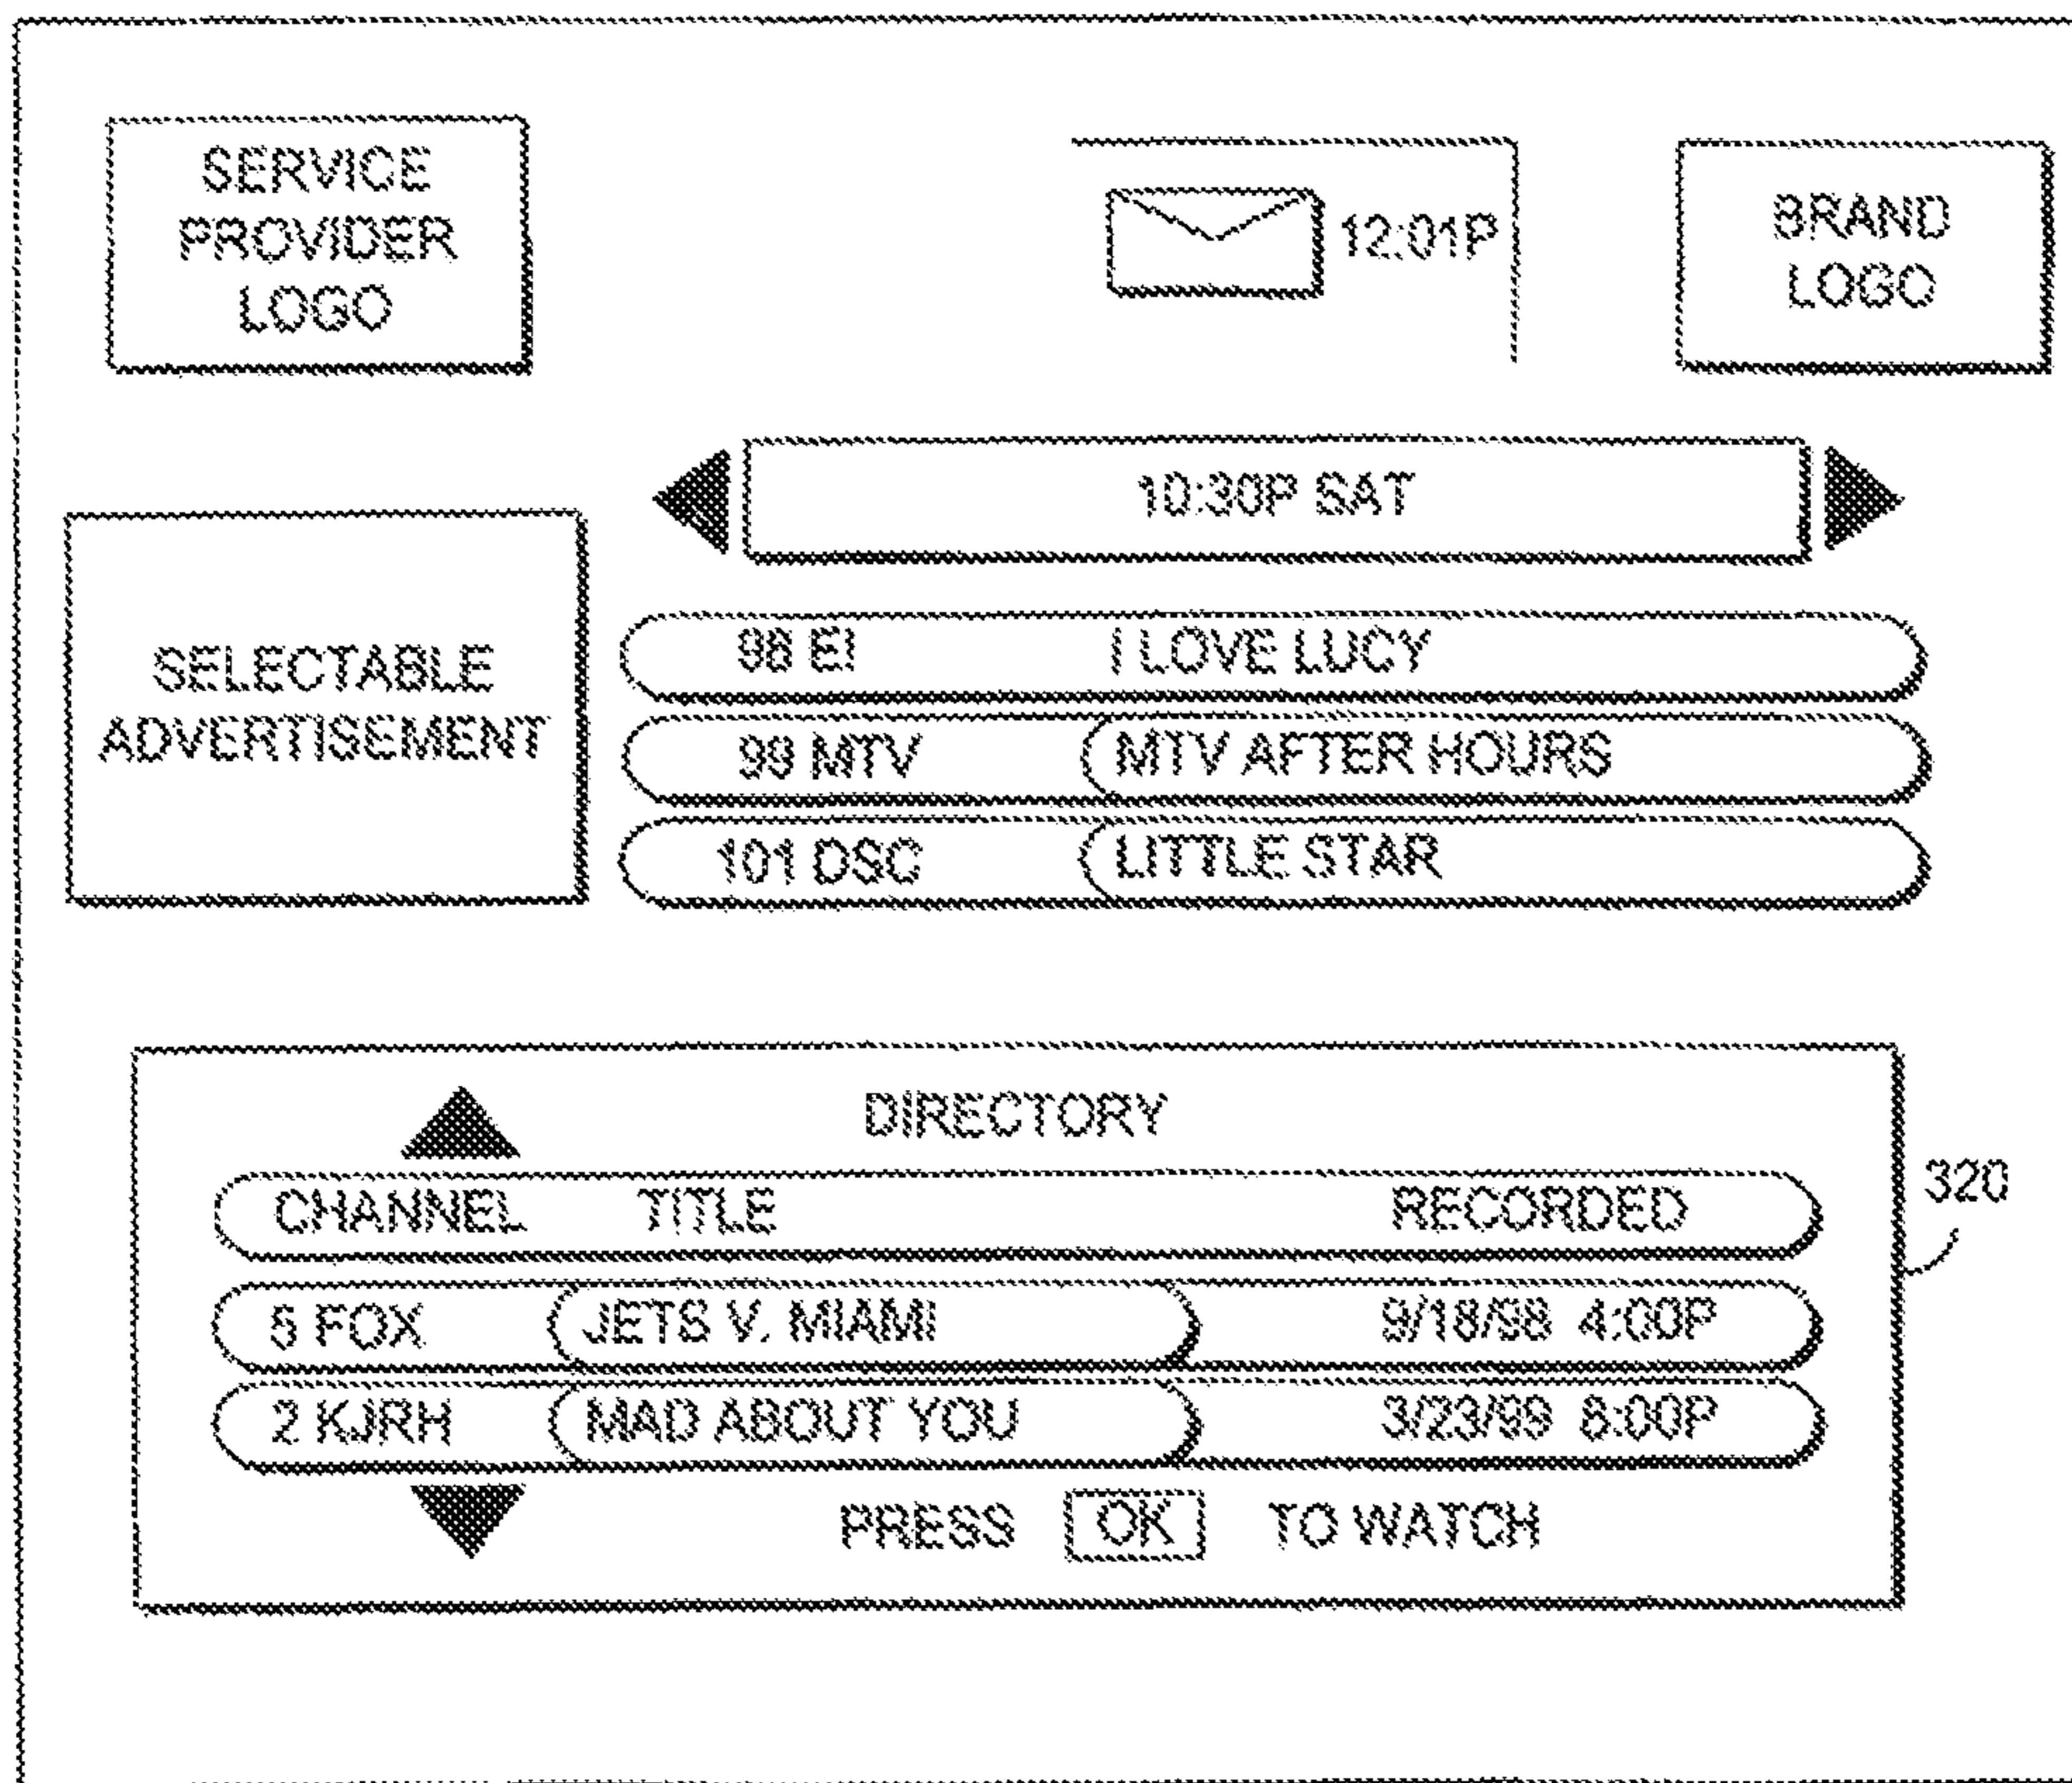 SERVICE
PROVIDER
LOGO
12:01P
BRAND
LOGO
10:30P SAT
SELECTABLE
ADVERTISEMENT
98 E! I LOVE LUCY
99 MTV MTV AFTER HOURS
101 DSC LITTLE STAR
DIRECTORY
CHANNEL TITLE RECORDED
5 FOX JETS V. MIAMI 9/18/98 4:00P
2 KJRH MAD ABOUT YOU 3/23/99 6:00P
PRESS OK TO WATCH
320